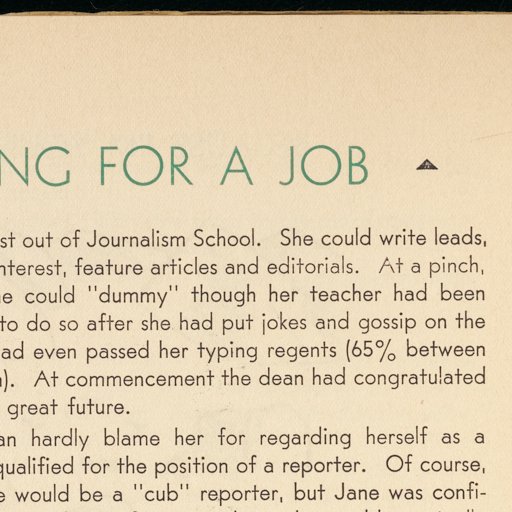 NG FOR A JOB
st out of Journalism School. She could write leads,
nterest, feature articles and editorials. At a pinch,
e could "dummy" though her teacher had been
to do so after she had put jokes and gossip on the
ad even passed her typing regents (65% between
). At commencement the dean had congratulated
great future.
an hardly blame her for regarding herself as a
qualified for the position of a reporter. Of course,
e would be a "cub" reporter, but Jane was confi-